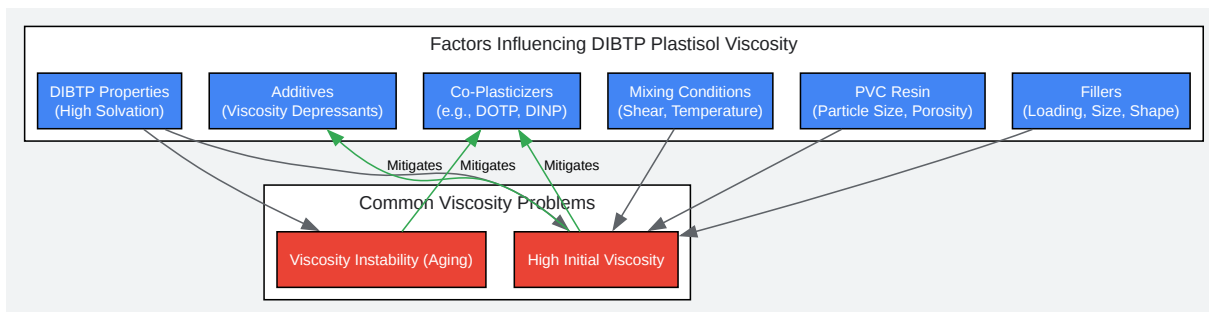 Factors Influencing DIBTP Plastisol Viscosity
DIBTP Properties
(High Solvation)
Additives
(Viscosity Depressants)
Co-Plasticizers
(e.g., DOTP, DINP)
Mixing Conditions
(Shear, Temperature)
PVC Resin
(Particle Size, Porosity)
Fillers
(Loading, Size, Shape)
Mitigates
Mitigates
Mitigates
Common Viscosity Problems
Viscosity Instability (Aging)
High Initial Viscosity